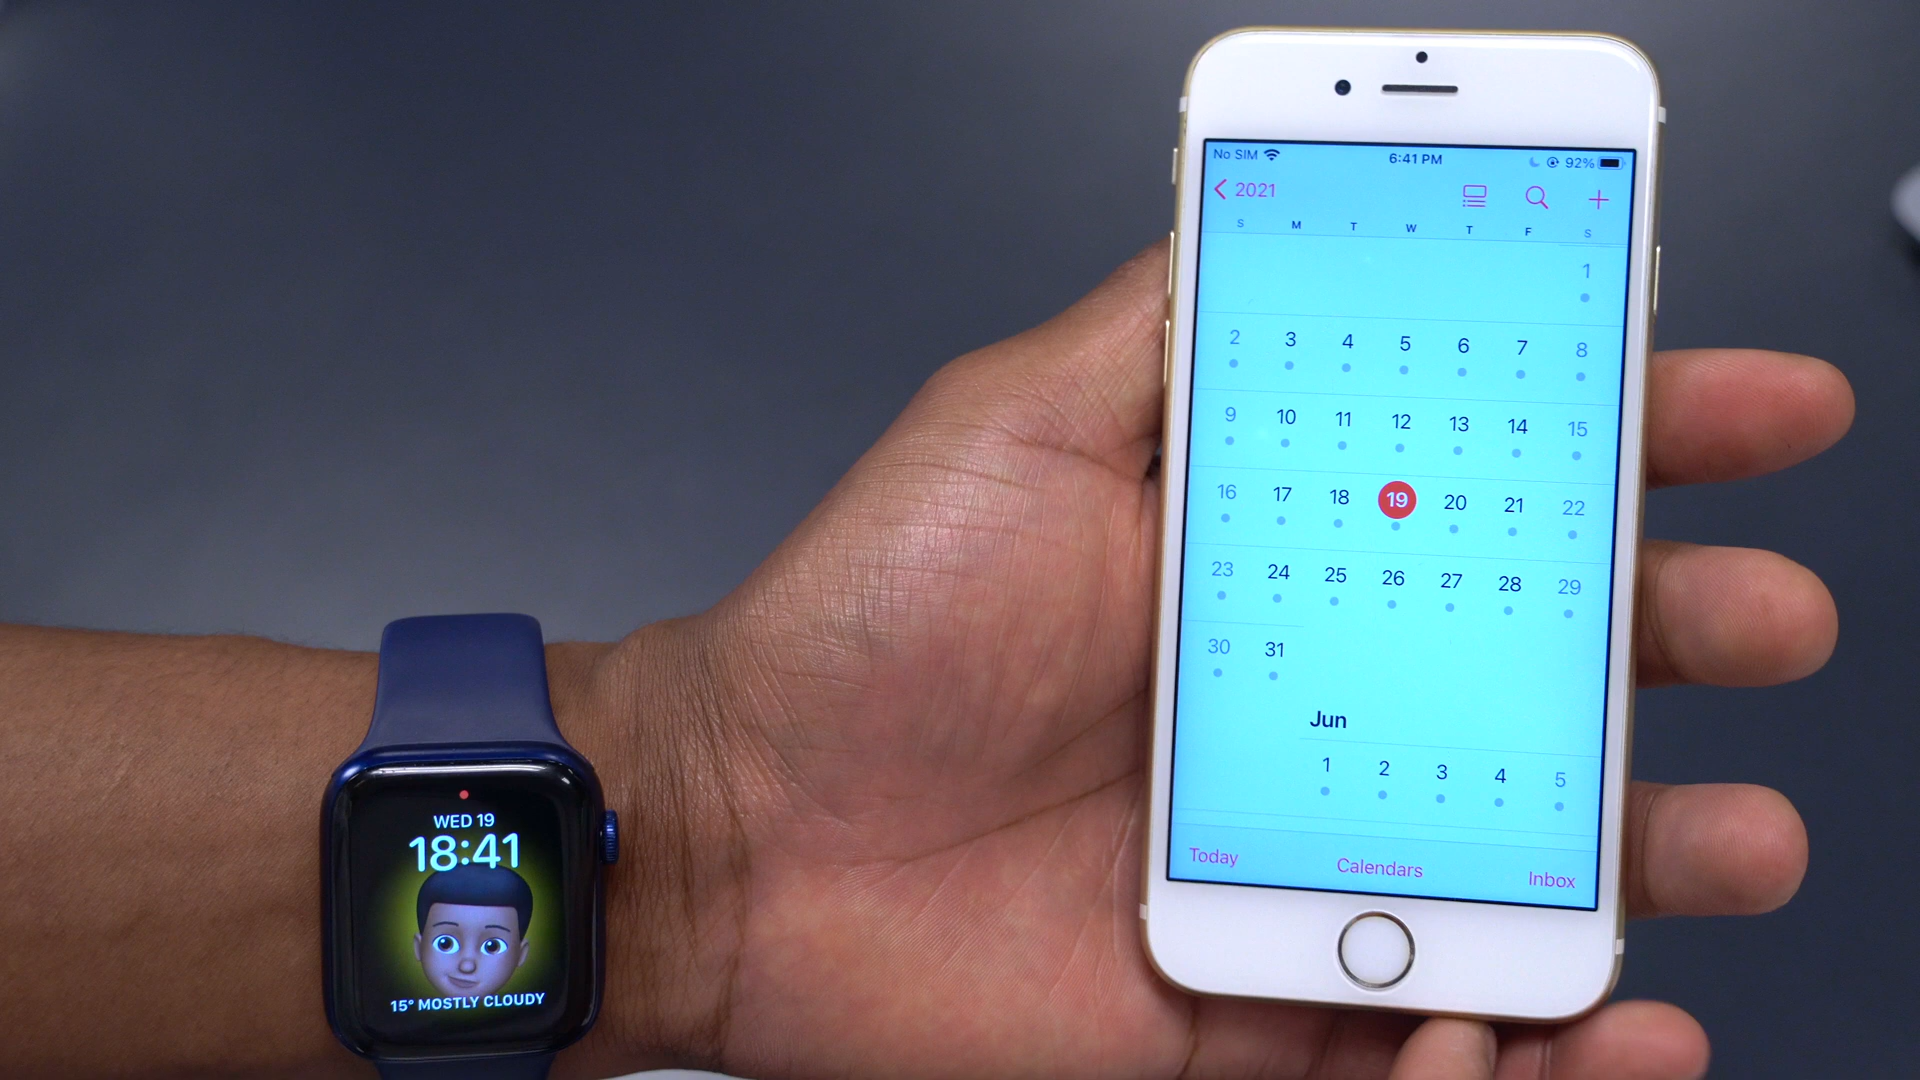 No SIM 6:41 PM 92%
2021
S M T W T F S
1
2 3 4 5 6 7 8
9 10 11 12 13 14 15
16 17 18 19 20 21 22
23 24 25 26 27 28 29
30 31
Jun
1 2 3 4 5
Today Calendars Inbox
WED 19
18:41
15° MOSTLY CLOUDY